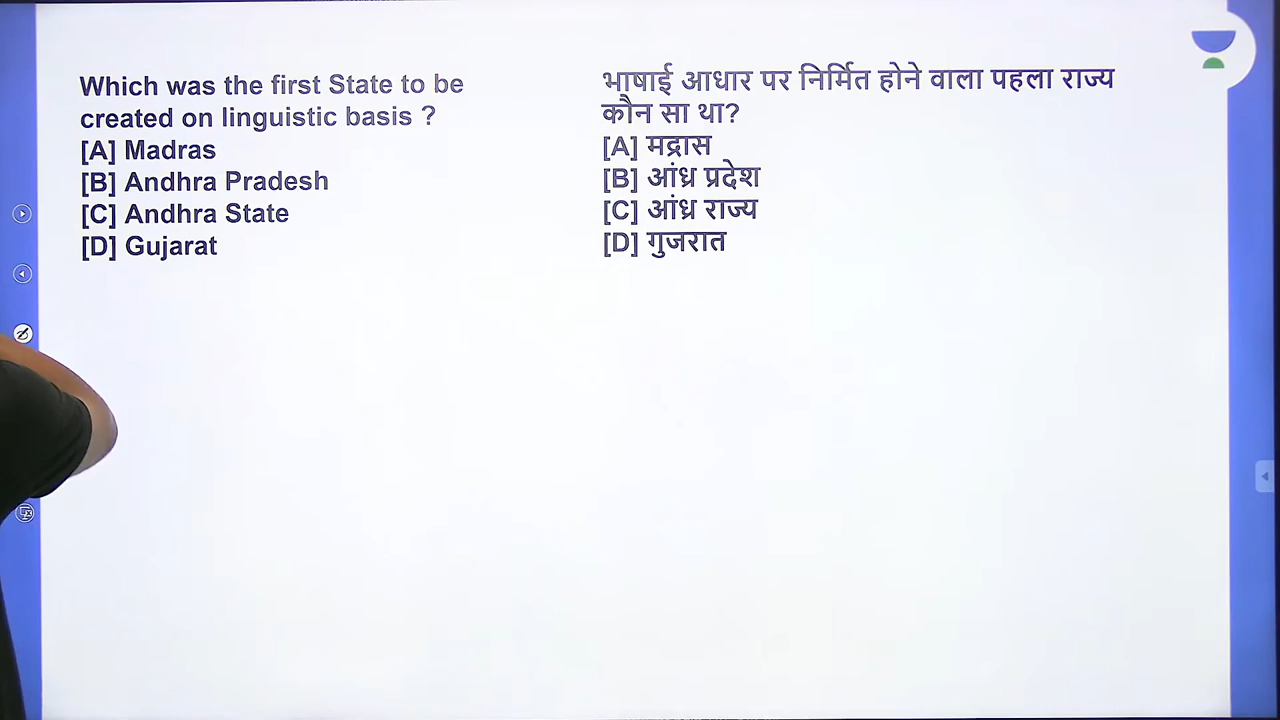 Which was the first State to be
created on linguistic basis ?
[A] Madras
[B] Andhra Pradesh
[C] Andhra State
[D] Gujarat
भाषाई आधार पर निर्मित होने वाला पहला राज्य
कौन सा था?
[A] मद्रास
[B] आंध्र प्रदेश
[C] आंध्र राज्य
[D] गुजरात